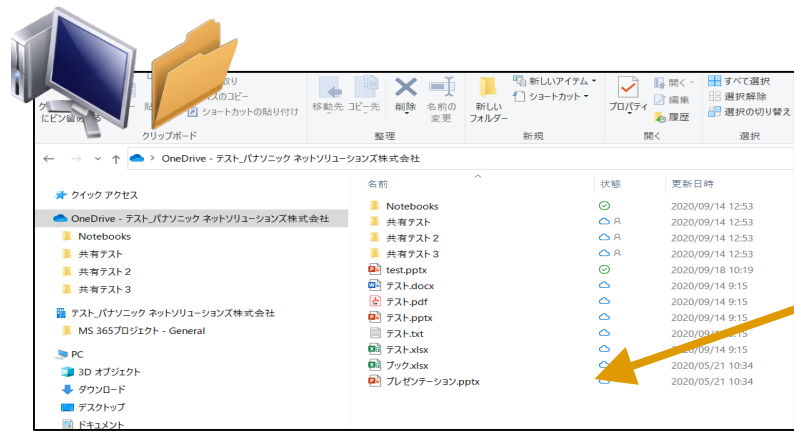 新しいアイテム
すべて選択
開く
のコピー
ショートカット
編集
選択解除
ショートカットの貼り付け
移動先 コピー先 削除 名前の変更
新しいフォルダー
プロパティ
履歴
選択の切り替え
にピン留め
クリップボード 整理 新規 開く 選択
OneDrive - テスト_パナソニック ネットソリューションズ株式会社
名前 状態 更新日時
クイック アクセス
OneDrive - テスト_パナソニック ネットソリューションズ株式会社
Notebooks
共有テスト
共有テスト2
共有テスト3
テスト_パナソニック ネットソリューションズ株式会社
MS 365プロジェクト - General
PC
3D オブジェクト
ダウンロード
デスクトップ
ドキュメント
Notebooks 2020/09/14 12:53
共有テスト 2020/09/14 12:53
共有テスト2 2020/09/14 12:53
共有テスト3 2020/09/14 12:53
test.pptx 2020/09/18 10:19
テスト.docx 2020/09/14 9:15
テスト.pdf 2020/09/14 9:15
テスト.pptx 2020/09/14 9:15
テスト.txt
テスト.xlsx 2020/09/14 9:15
ブック.xlsx 2020/05/21 10:34
プレゼンテーション.pptx 2020/05/21 10:34